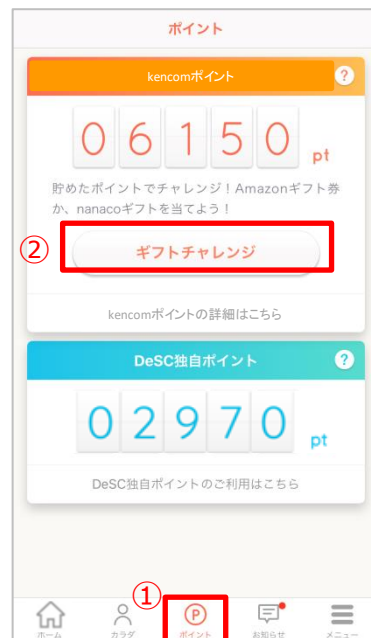 ポイント
kencomポイント ?
06150 pt
貯めたポイントでチャレンジ!Amazonギフト券
か、nanacoギフトを当てよう!
② ギフトチャレンジ
kencomポイントの詳細はこちら
DeSC独自ポイント ?
02970 pt
DeSC独自ポイントのご利用はこちら
①
P
ホーム カラダ ポイント お知らせ メニュー